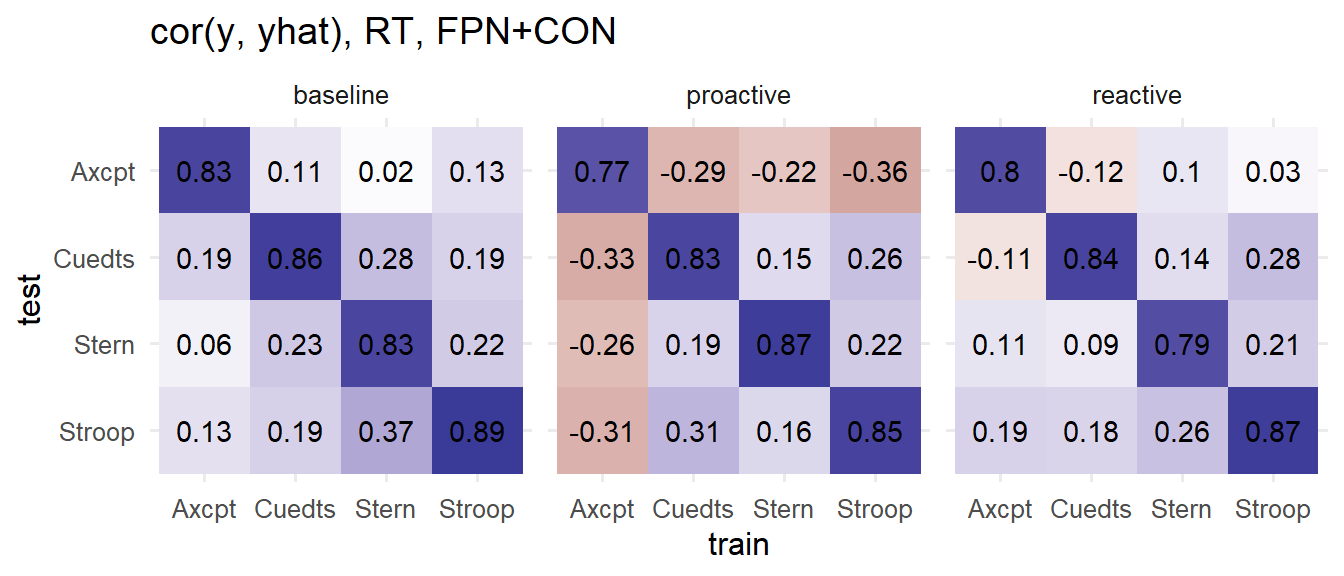 cor(y, yhat), RT, FPN+CON
baseline proactive reactive
Axcpt 0.83 0.11 0.02 0.13 0.77 -0.29 -0.22 -0.36 0.8 -0.12 0.1 0.03
Cuedts 0.19 0.86 0.28 0.19 -0.33 0.83 0.15 0.26 -0.11 0.84 0.14 0.28
test
Stern 0.06 0.23 0.83 0.22 -0.26 0.19 0.87 0.22 0.11 0.09 0.79 0.21
Stroop 0.13 0.19 0.37 0.89 -0.31 0.31 0.16 0.85 0.19 0.18 0.26 0.87
Axcpt Cuedts Stern Stroop Axcpt Cuedts Stern Stroop Axcpt Cuedts Stern Stroop
train